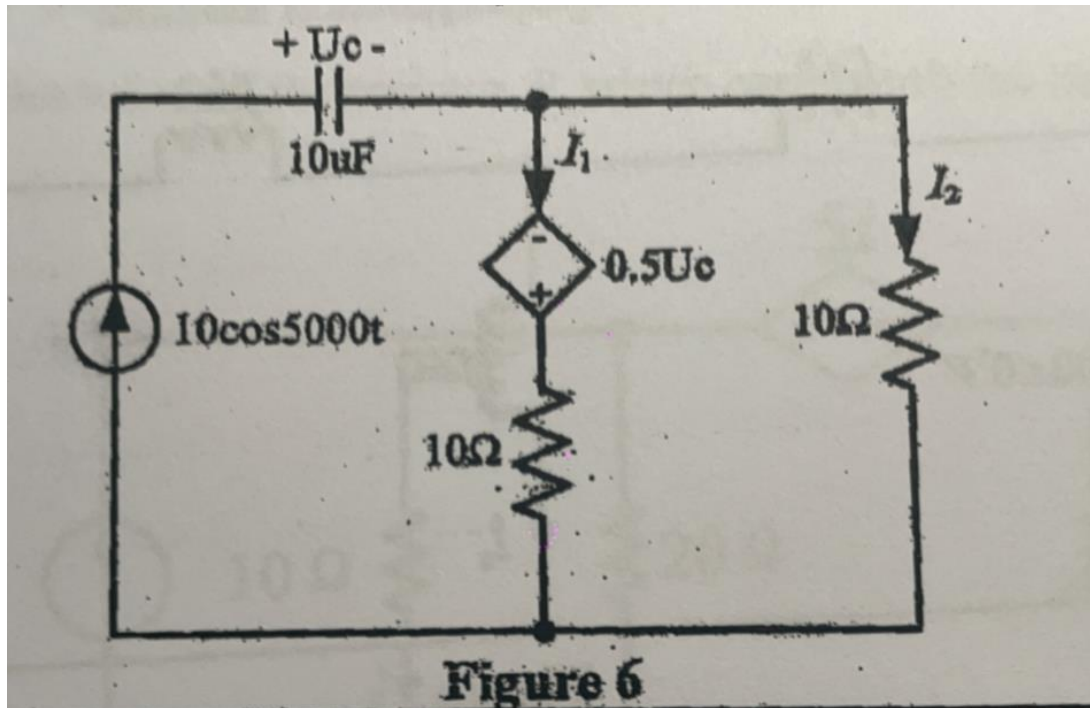 + Uc -
10uF
I₁
I₂
-
0.5Uc
+
10cos5000t
10Ω
10Ω
Figure 6